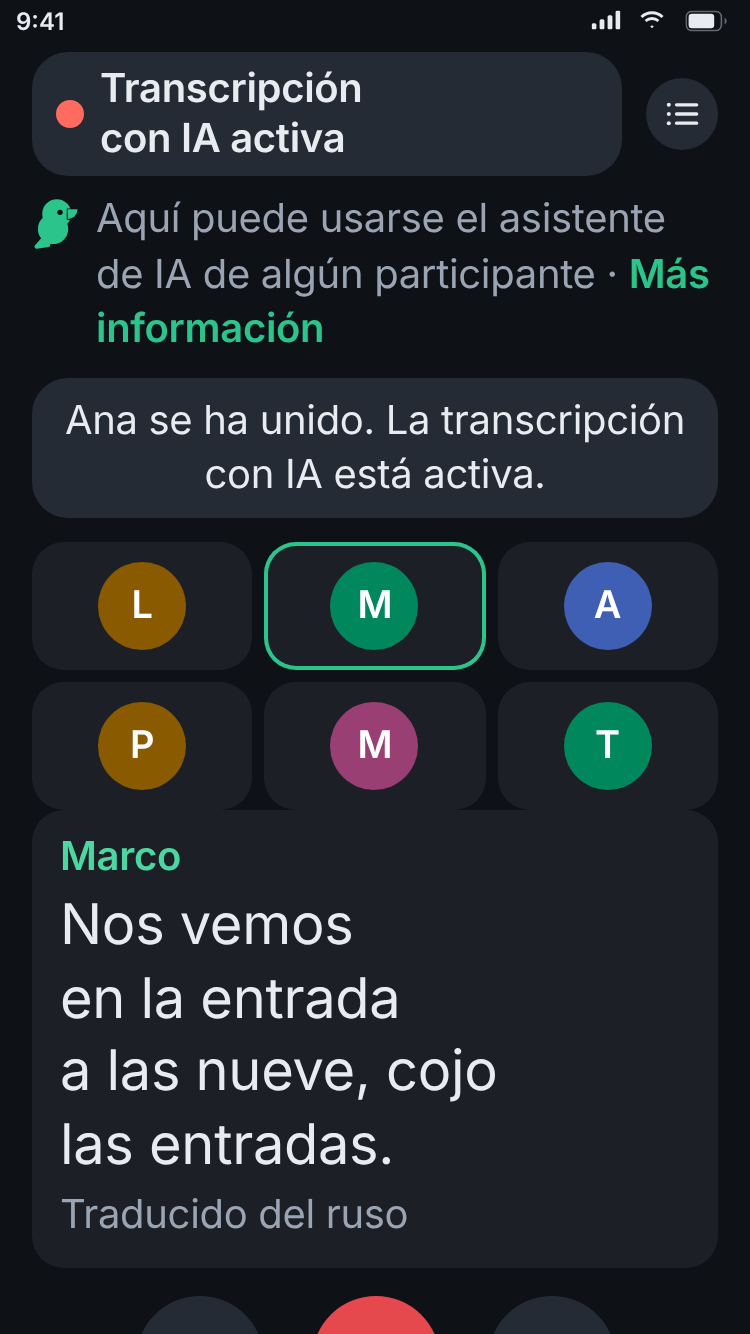 9:41
Transcripción
con IA activa
Aquí puede usarse el asistente
de IA de algún participante · Más
información
Ana se ha unido. La transcripción
con IA está activa.
L
M
A
P
M
T
Marco
Nos vemos
en la entrada
a las nueve, cojo
las entradas.
Traducido del ruso